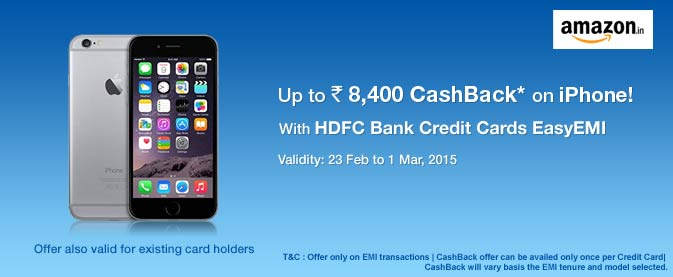 amazon.in
Up to ₹ 8,400 CashBack* on iPhone!
With HDFC Bank Credit Cards EasyEMI
Validity: 23 Feb to 1 Mar, 2015
iPhone
Offer also valid for existing card holders
T&C : Offer only on EMI transactions | CashBack offer can be availed only once per Credit Card|
CashBack will vary basis the EMI tenure and model selected.